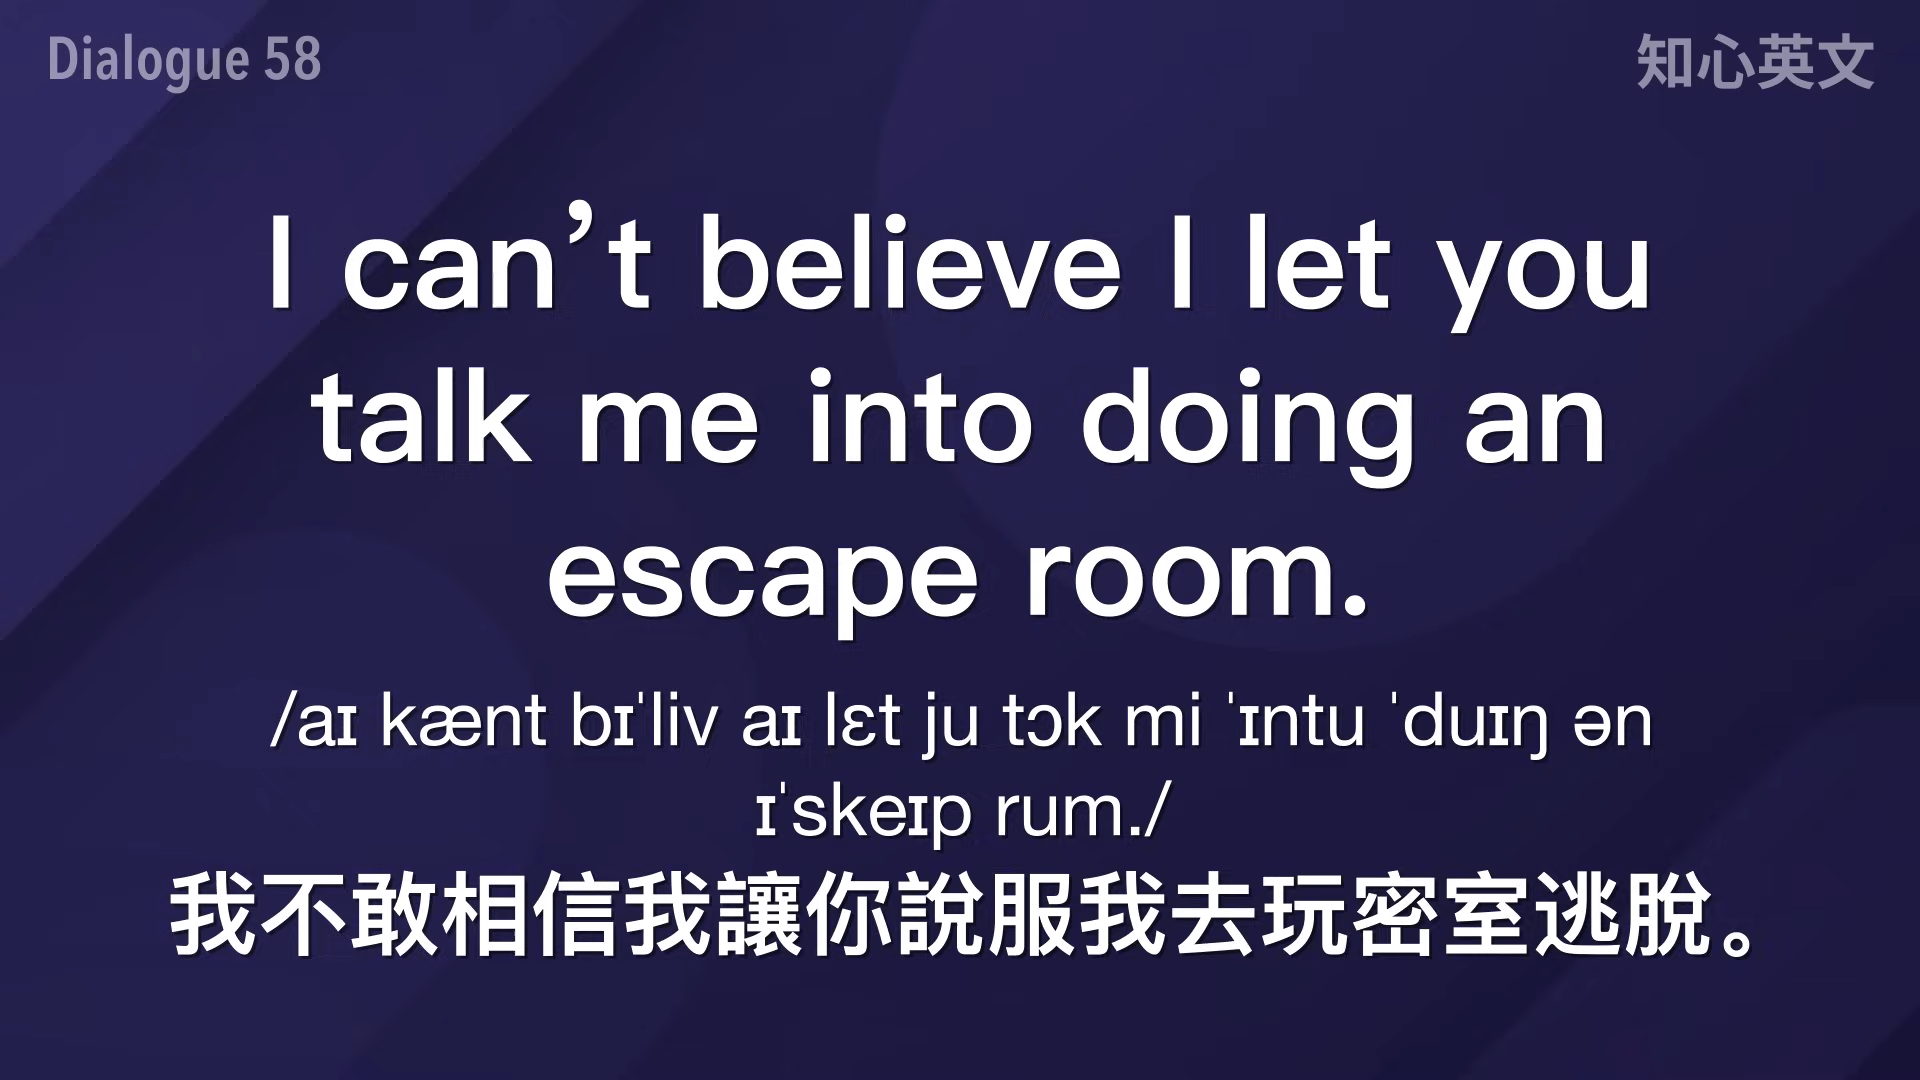 Dialogue 58
知心英文
I can’t believe I let you
talk me into doing an
escape room.
/aɪ kænt bɪˈliv aɪ lɛt ju tɔk mi ˈɪntu ˈduɪŋ ən
ɪˈskeɪp rum./
我不敢相信我讓你說服我去玩密室逃脫。